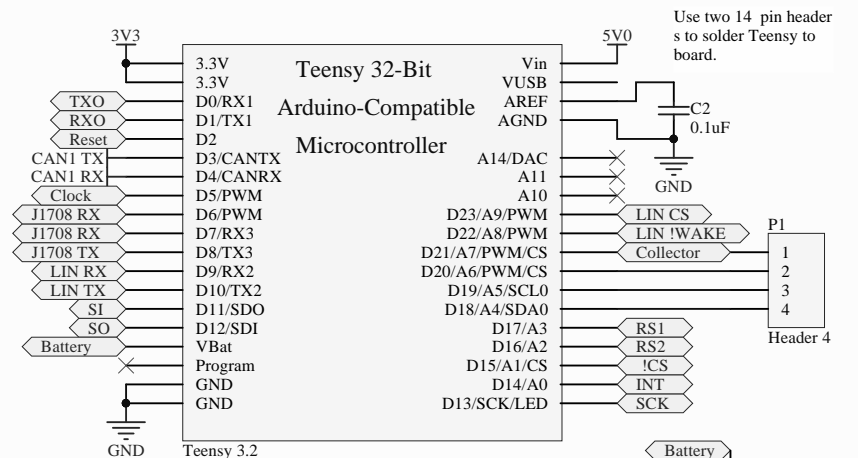 Use two 14 pin header
s to solder Teensy to
board.
3V3
5V0
Teensy 32-Bit
Arduino-Compatible
Microcontroller
3.3V
3.3V
TXO D0/RX1
RXO D1/TX1
Reset D2
CAN1 TX D3/CANTX
CAN1 RX D4/CANRX
Clock D5/PWM
J1708 RX D6/PWM
J1708 RX D7/RX3
J1708 TX D8/TX3
LIN RX D9/RX2
LIN TX D10/TX2
SI D11/SDO
SO D12/SDI
Battery VBat
Program
GND
GND
GND
Vin
VUSB
AREF
AGND
C2
0.1uF
GND
A14/DAC
A11
A10
D23/A9/PWM LIN CS
D22/A8/PWM LIN !WAKE
D21/A7/PWM/CS Collector
D20/A6/PWM/CS
D19/A5/SCL0
D18/A4/SDA0
D17/A3 RS1
D16/A2 RS2
D15/A1/CS !CS
D14/A0 INT
D13/SCK/LED SCK
P1
1
2
3
4
Header 4
Teensy 3.2
Battery